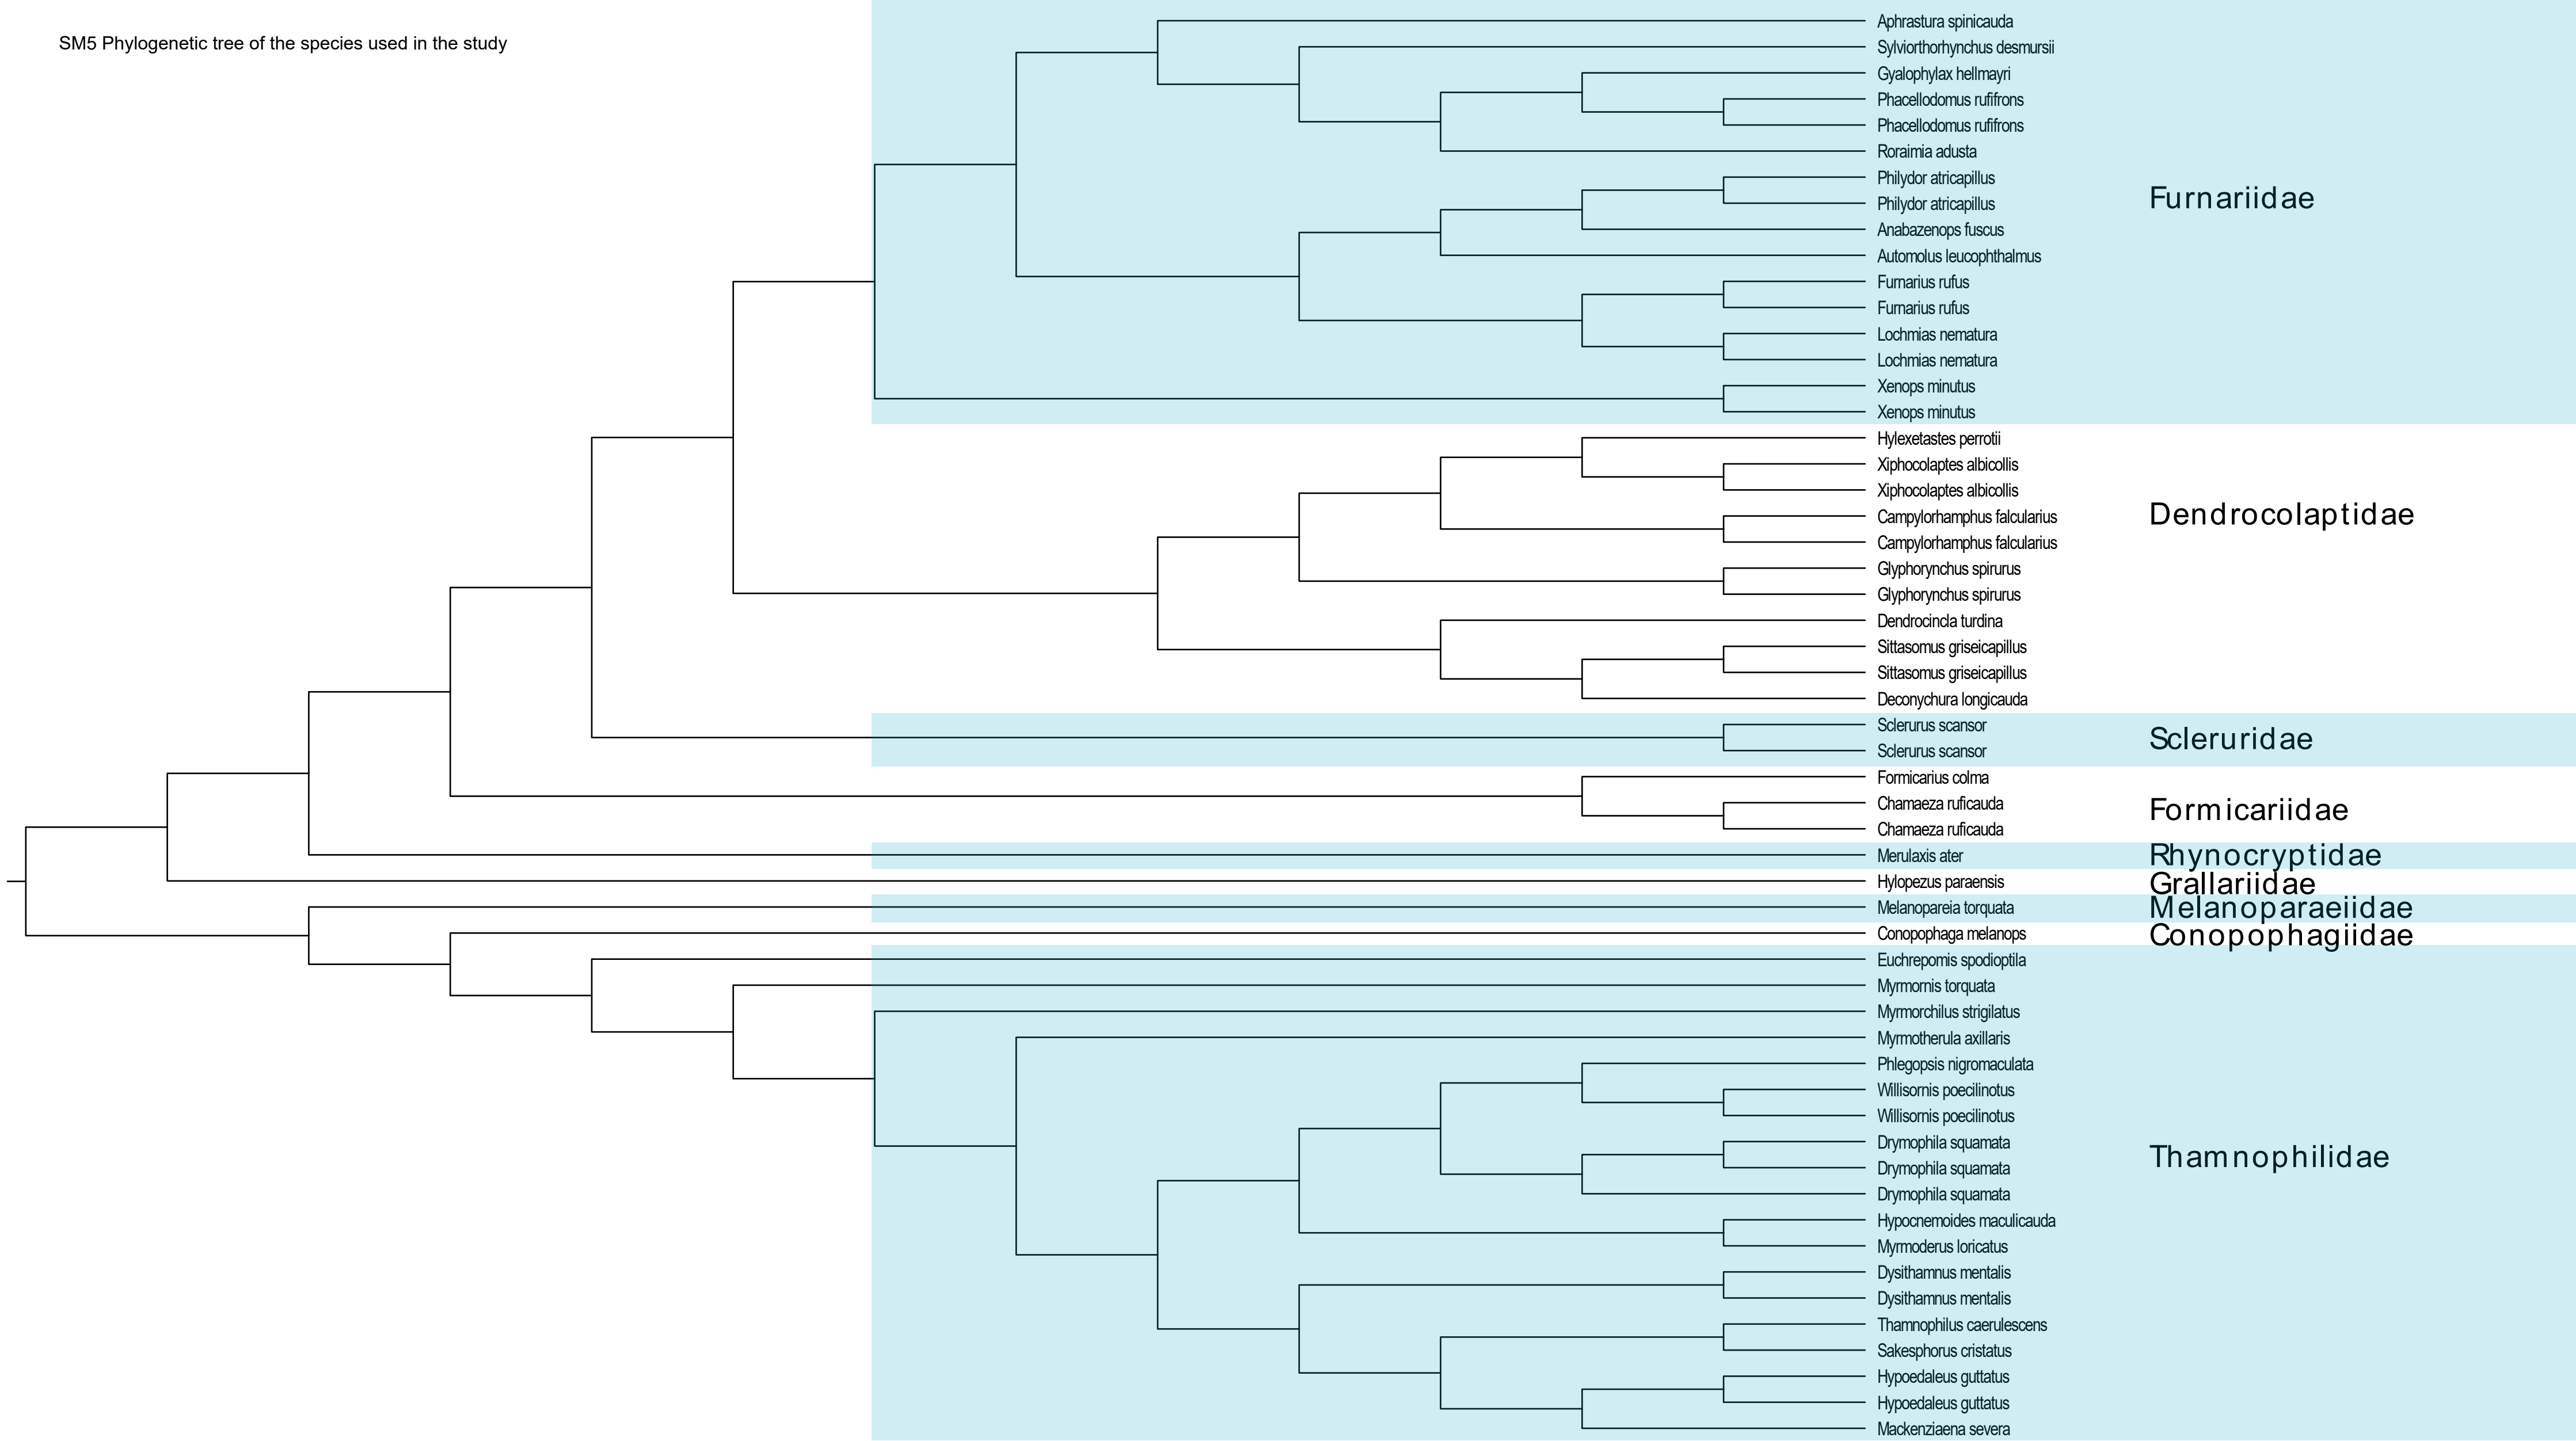 SM5 Phylogenetic tree of the species used in the study
Aphrastura spinicauda
Sylviorthorhynchus desmursii
Gyalophylax hellmayri
Phacellodomus rufifrons
Phacellodomus rufifrons
Roraimia adusta
Philydor atricapillus
Furnariidae
Philydor atricapillus
Anabazenops fuscus
Automolus leucophthalmus
Furnarius rufus
Furnarius rufus
Lochmias nematura
Lochmias nematura
Xenops minutus
Xenops minutus
Hylexetastes perrotii
Xiphocolaptes albicollis
Xiphocolaptes albicollis
Campylorhamphus falcularius
Dendrocolaptidae
Campylorhamphus falcularius
Glyphorynchus spirurus
Glyphorynchus spirurus
Dendrocincla turdina
Sittasomus griseicapillus
Sittasomus griseicapillus
Deconychura longicauda
Sclerurus scansor
Scleruridae
Sclerurus scansor
Formicarius colma
Chamaeza ruficauda
Formicariidae
Chamaeza ruficauda
Merulaxis ater
Rhynocryptidae
Hylopezus paraensis
Grallariidae
Melanopareia torquata
Melanoparaeiidae
Conopophaga melanops
Conopophagiidae
Euchrepomis spodioptila
Myrmornis torquata
Myrmorchilus strigilatus
Myrmotherula axillaris
Phlegopsis nigromaculata
Willisornis poecilinotus
Willisornis poecilinotus
Drymophila squamata
Thamnophilidae
Drymophila squamata
Drymophila squamata
Hypocnemoides maculicauda
Myrmoderus loricatus
Dysithamnus mentalis
Dysithamnus mentalis
Thamnophilus caerulescens
Sakesphorus cristatus
Hypoedaleus guttatus
Hypoedaleus guttatus
Mackenziaena severa